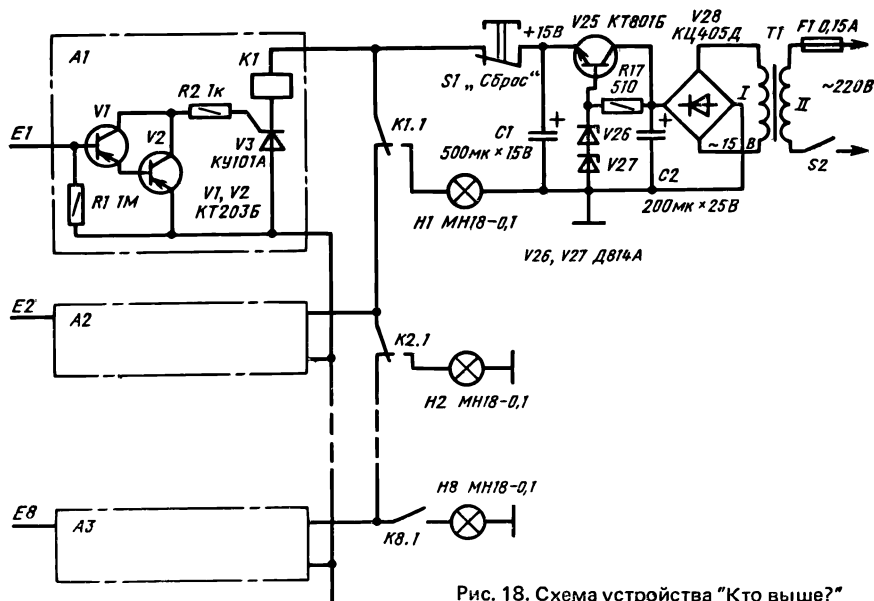 A1
K1
R2 1к
V1
V2
E1
V3
КУ101А
R1 1М
V1, V2
КТ203Б
S1 „Сброс“
+15В
V25 КТ801Б
V28
КЦ405Д
T1
F1 0,15А
R17
510
I
II
~220В
K1.1
C1
500мк × 15В
+
V26
+
V27
~15 В
S2
C2
200мк × 25В
H1 МН18-0,1
V26, V27 Д814А
E2
A2
K2.1
H2 МН18-0,1
E8
A3
H8 МН18-0,1
K8.1
Рис. 18. Схема устройства "Кто выше?"